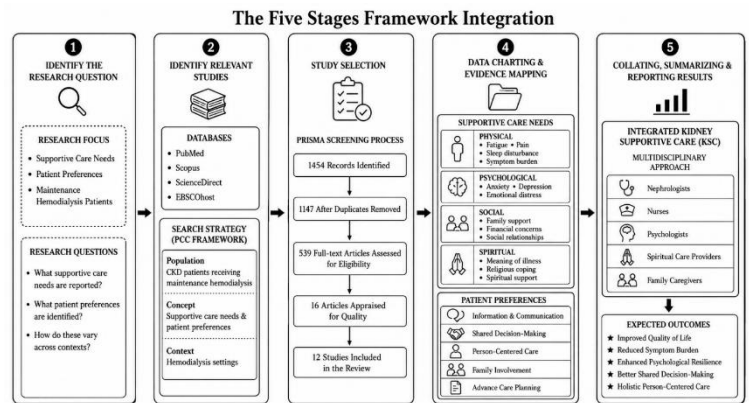 The Five Stages Framework Integration
1
IDENTIFY THE
RESEARCH QUESTION
RESEARCH FOCUS
• Supportive Care Needs
• Patient Preferences
• Maintenance
Hemodialysis Patients
RESEARCH QUESTIONS
• What supportive care
needs are reported?
• What patient preferences
are identified?
• How do these vary
across contexts?
2
IDENTIFY RELEVANT
STUDIES
DATABASES
• PubMed
• Scopus
• ScienceDirect
• EBSCOhost
SEARCH STRATEGY
(PCC FRAMEWORK)
Population
CKD patients receiving
maintenance hemodialysis
Concept
Supportive care needs &
patient preferences
Context
Hemodialysis settings
3
STUDY SELECTION
PRISMA SCREENING PROCESS
1454 Records Identified
1147 After Duplicates Removed
539 Full-text Articles Assessed
for Eligibility
16 Articles Appraised
for Quality
12 Studies Included
in the Review
4
DATA CHARTING &
EVIDENCE MAPPING
SUPPORTIVE CARE NEEDS
PHYSICAL
• Fatigue • Pain
• Sleep disturbance
• Symptom burden
PSYCHOLOGICAL
• Anxiety • Depression
• Emotional distress
SOCIAL
• Family support
• Financial concerns
• Social relationships
SPIRITUAL
• Meaning of illness
• Religious coping
• Spiritual support
PATIENT PREFERENCES
Information & Communication
Shared Decision-Making
Person-Centered Care
Family Involvement
Advance Care Planning
5
COLLATING, SUMMARIZING &
REPORTING RESULTS
INTEGRATED KIDNEY
SUPPORTIVE CARE (KSC)
MULTIDISCIPLINARY
APPROACH
Nephrologists
Nurses
Psychologists
Spiritual Care Providers
Family Caregivers
EXPECTED OUTCOMES
★ Improved Quality of Life
★ Reduced Symptom Burden
★ Enhanced Psychological Resilience
★ Better Shared Decision-Making
★ Holistic Person-Centered Care